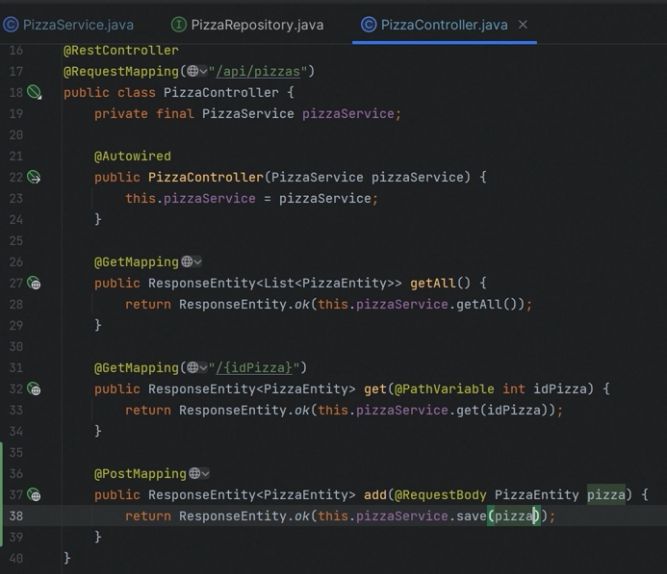 PizzaService.java PizzaRepository.java PizzaController.java
16 @RestController
17 @RequestMapping("/api/pizzas")
18 public class PizzaController {
19 private final PizzaService pizzaService;
20
21 @Autowired
22 public PizzaController(PizzaService pizzaService) {
23 this.pizzaService = pizzaService;
24 }
25
26 @GetMapping
27 public ResponseEntity<List<PizzaEntity>> getAll() {
28 return ResponseEntity.ok(this.pizzaService.getAll());
29 }
30
31 @GetMapping("/{idPizza}")
32 public ResponseEntity<PizzaEntity> get(@PathVariable int idPizza) {
33 return ResponseEntity.ok(this.pizzaService.get(idPizza));
34 }
35
36 @PostMapping
37 public ResponseEntity<PizzaEntity> add(@RequestBody PizzaEntity pizza) {
38 return ResponseEntity.ok(this.pizzaService.save(pizza));
39 }
40 }